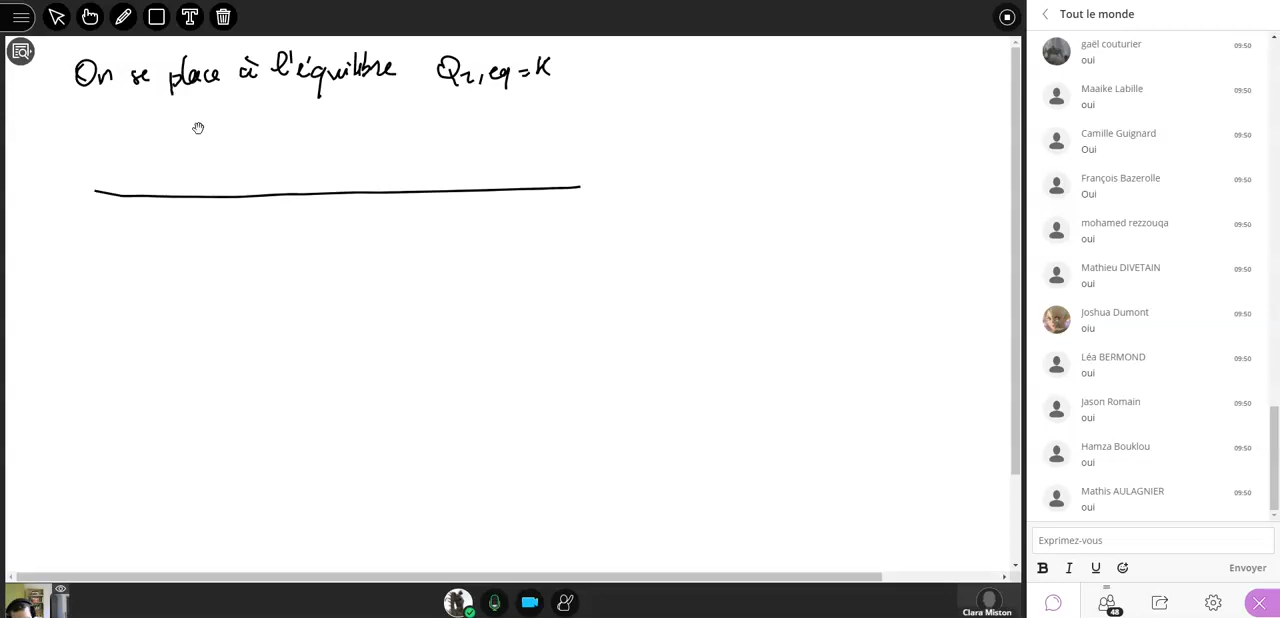 Tout le monde
On se place à l'équilibre Qr,eq = K
gaël couturier 09:50
oui
Maaike Labille 09:50
oui
Camille Guignard 09:50
Oui
François Bazerolle 09:50
Oui
mohamed rezzouqa 09:50
oui
Mathieu DIVETAIN 09:50
oui
Joshua Dumont 09:50
oiu
Léa BERMOND 09:50
oui
Jason Romain 09:50
oui
Hamza Bouklou 09:50
oui
Mathis AULAGNIER 09:50
oui
Exprimez-vous
B I U Envoyer
48
Clara Miston